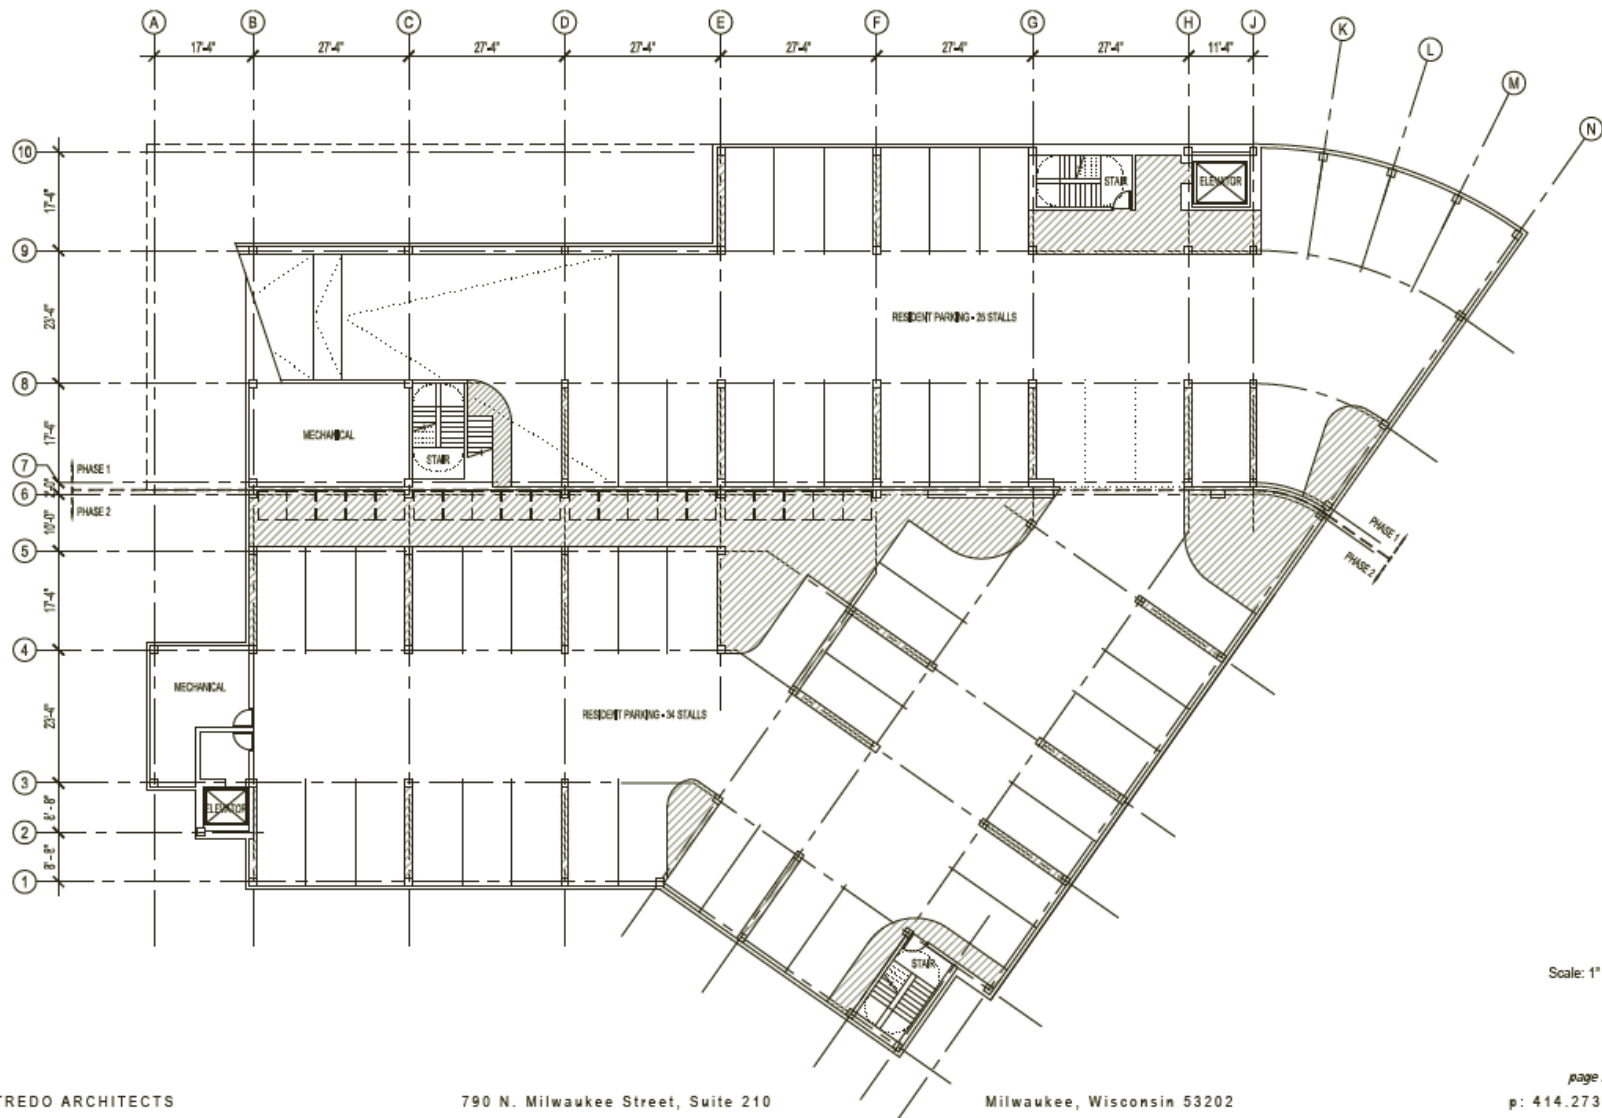 A B C D E F G H J K L M N
17'-4" 27'-4" 27'-4" 27'-4" 27'-4" 27'-4" 27'-4" 11'-4"
10
17'-4"
9
23'-4"
8
17'-4"
7
6
10'-0"
5
17'-4"
4
23'-4"
3
8'-8"
2
8'-8"
1
STAIR
ELEVATOR
RESIDENT PARKING - 25 STALLS
MECHANICAL
STAIR
PHASE 1
PHASE 2
PHASE 1
PHASE 2
MECHANICAL
RESIDENT PARKING - 34 STALLS
ELEVATOR
STAIR
Scale: 1"
page
TREDO ARCHITECTS 790 N. Milwaukee Street, Suite 210 Milwaukee, Wisconsin 53202 p: 414.273